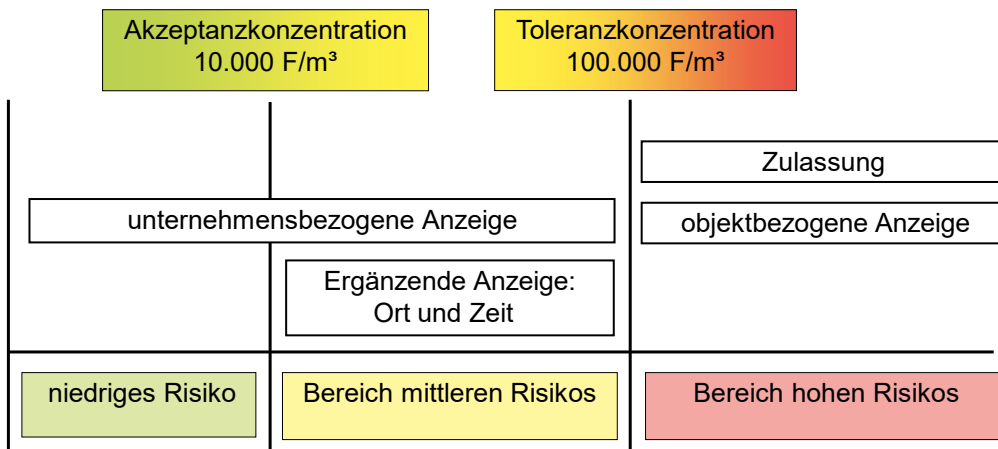 Akzeptanzkonzentration
10.000 F/m³
Toleranzkonzentration
100.000 F/m³
Zulassung
unternehmensbezogene Anzeige
objektbezogene Anzeige
Ergänzende Anzeige:
Ort und Zeit
niedriges Risiko
Bereich mittleren Risikos
Bereich hohen Risikos